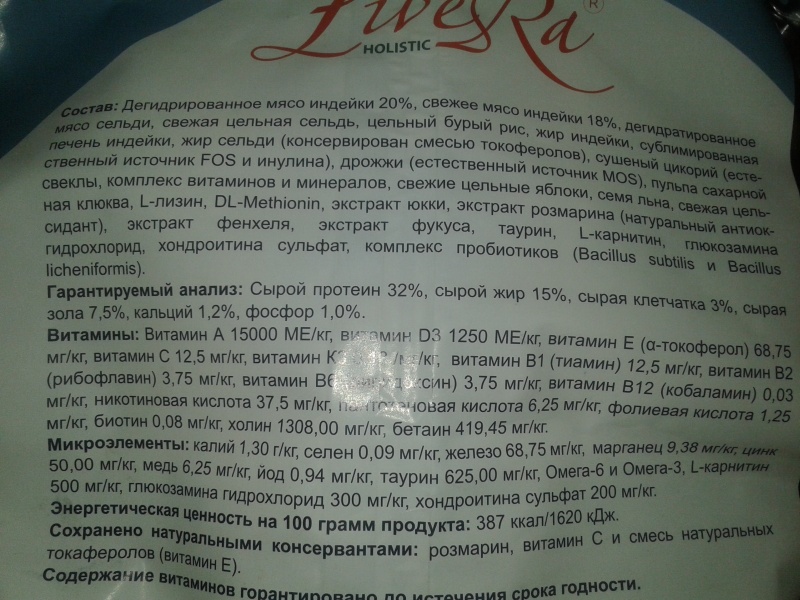 LiveRa®
HOLISTIC
Состав: Дегидрированное мясо индейки 20%, свежее мясо индейки 18%, дегидратированное
мясо сельди, свежая цельная сельдь, цельный бурый рис, жир индейки, сублимированная
печень индейки, жир сельди (консервирован смесью токоферолов), сушеный цикорий (есте-
ственный источник FOS и инулина), дрожжи (естественный источник MOS), пульпа сахарной
свеклы, комплекс витаминов и минералов, свежие цельные яблоки, семя льна, свежая цель-
ная клюква, L-лизин, DL-Methionin, экстракт юкки, экстракт розмарина (натуральный антиок-
сидант), экстракт фенхеля, экстракт фукуса, таурин, L-карнитин, глюкозамина
гидрохлорид, хондроитина сульфат, комплекс пробиотиков (Bacillus subtilis и Bacillus
licheniformis).
Гарантируемый анализ: Сырой протеин 32%, сырой жир 15%, сырая клетчатка 3%, сырая
зола 7,5%, кальций 1,2%, фосфор 1,0%.
Витамины: Витамин А 15000 МЕ/кг, витамин D3 1250 МЕ/кг, витамин Е (α-токоферол) 68,75
мг/кг, витамин С 12,5 мг/кг, витамин мг/кг, витамин В1 (тиамин) 12,5 мг/кг, витамин В2
(рибофлавин) 3,75 мг/кг, витамин В6 (пиридоксин) 3,75 мг/кг, витамин В12 (кобаламин) 0,03
мг/кг, никотиновая кислота 37,5 мг/кг, пантотеновая кислота 6,25 мг/кг, фолиевая кислота 1,25
мг/кг, биотин 0,08 мг/кг, холин 1308,00 мг/кг, бетаин 419,45 мг/кг.
Микроэлементы: калий 1,30 г/кг, селен 0,09 мг/кг, железо 68,75 мг/кг, марганец 9,38 мг/кг, цинк
50,00 мг/кг, медь 6,25 мг/кг, йод 0,94 мг/кг, таурин 625,00 мг/кг, Омега-6 и Омега-3, L-карнитин
500 мг/кг, глюкозамина гидрохлорид 300 мг/кг, хондроитина сульфат 200 мг/кг.
Энергетическая ценность на 100 грамм продукта: 387 ккал/1620 кДж.
Сохранено натуральными консервантами: розмарин, витамин С и смесь натуральных
токаферолов (витамин Е).
Содержание витаминов горантировано до истечения срока годности.